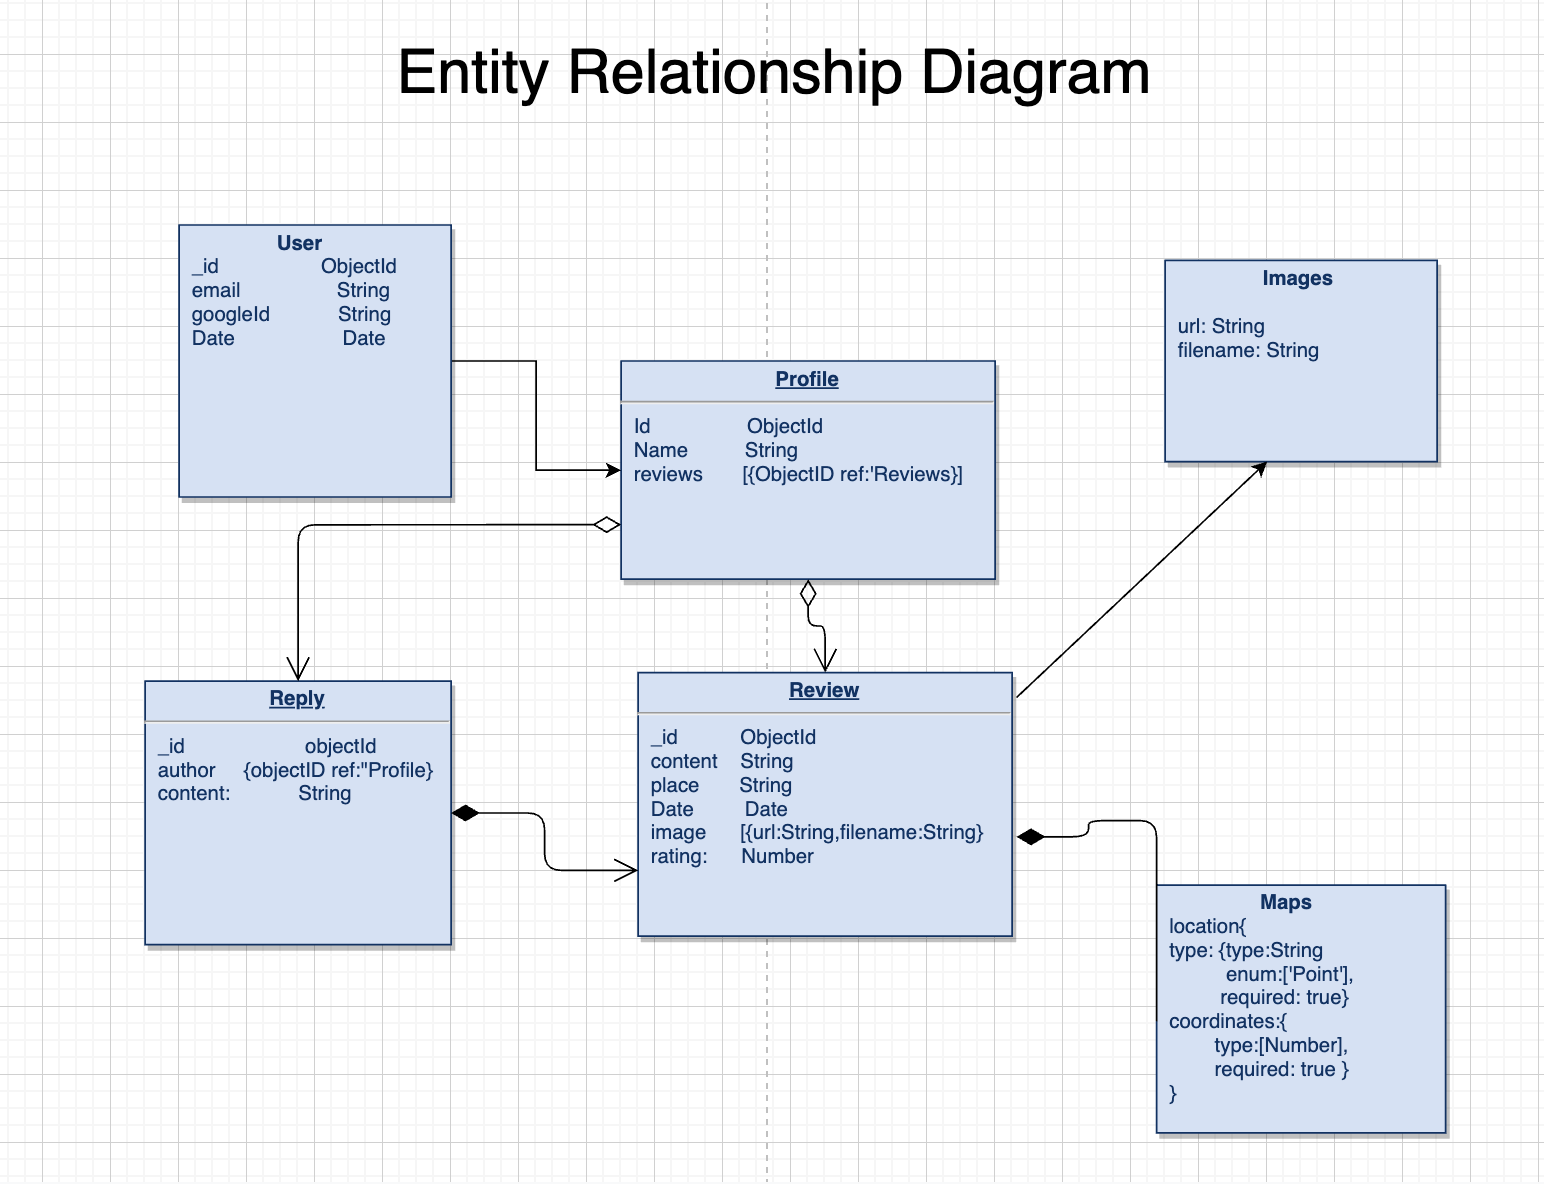 Entity Relationship Diagram
User
_id ObjectId
email String
googleId String
Date Date
Images
url: String
filename: String
Profile
Id ObjectId
Name String
reviews [{ObjectID ref:'Reviews}]
Reply
_id objectId
author {objectID ref:"Profile}
content: String
Review
_id ObjectId
content String
place String
Date Date
image [{url:String,filename:String}
rating: Number
Maps
location{
type: {type:String
enum:['Point'],
required: true}
coordinates:{
type:[Number],
required: true }
}